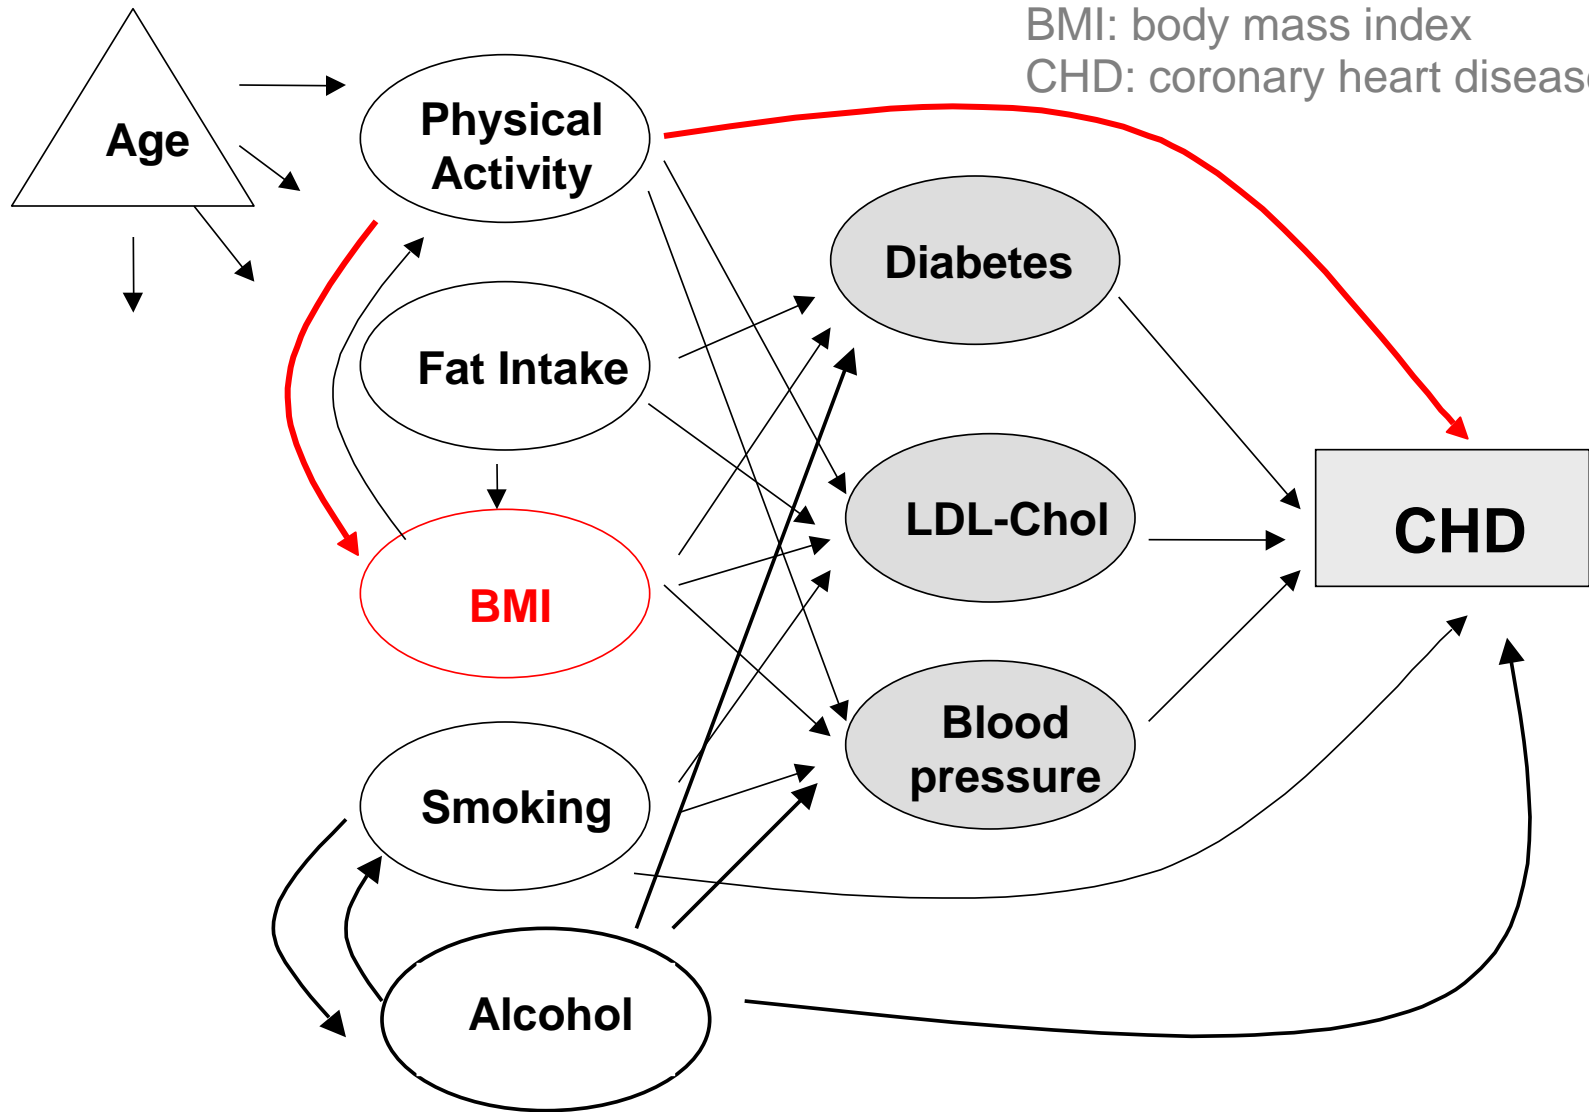 BMI: body mass index
CHD: coronary heart disease
Age
Physical
Activity
Diabetes
Fat Intake
LDL-Chol
CHD
BMI
Blood
pressure
Smoking
Alcohol